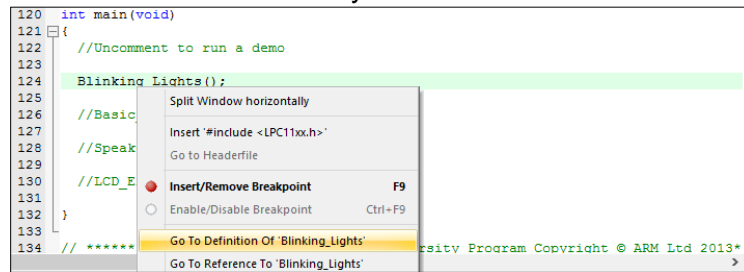 120 int main(void)
121 {
122 //Uncomment to run a demo
123
124 Blinking_Lights();
125
Split Window horizontally
126 //Basic
127
Insert '#include <LPC11xx.h>'
128 //Speak
Go to Headerfile
129
130 //LCD_E
Insert/Remove Breakpoint F9
131
Enable/Disable Breakpoint Ctrl+F9
132 }
133
Go To Definition Of 'Blinking_Lights'
134 // ****** rsity Program Copyright © ARM Ltd 2013*
Go To Reference To 'Blinking_Lights'